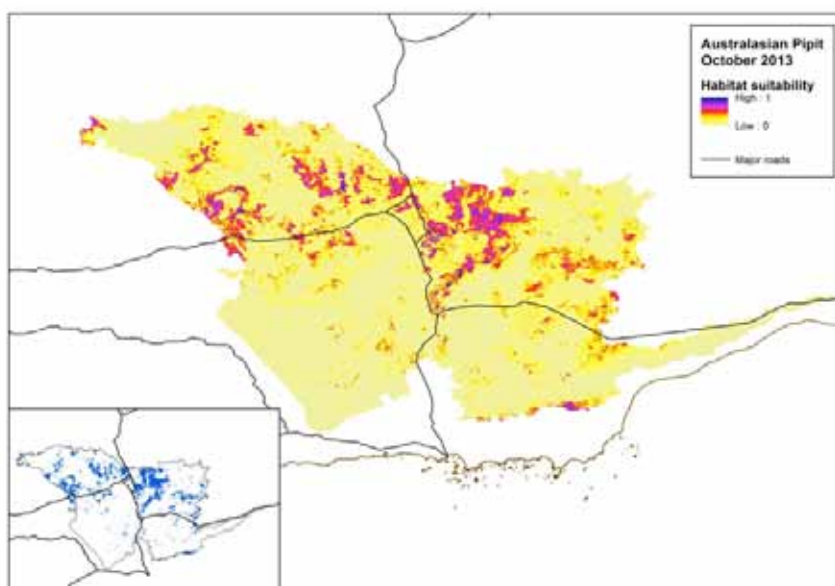 Australasian Pipit
October 2013
Habitat suitability
High : 1
Low : 0
Major roads